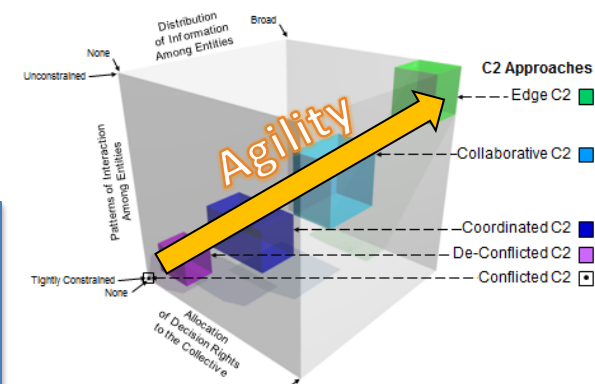 Distribution
of Information
Among Entities
Broad
None
Unconstrained
C2 Approaches
Edge C2
Agility
Collaborative C2
Patterns of Interaction
Among Entities
Coordinated C2
De-Conflicted C2
Tightly Constrained
Conflicted C2
None
Allocation
of Decision Rights
to the Collective